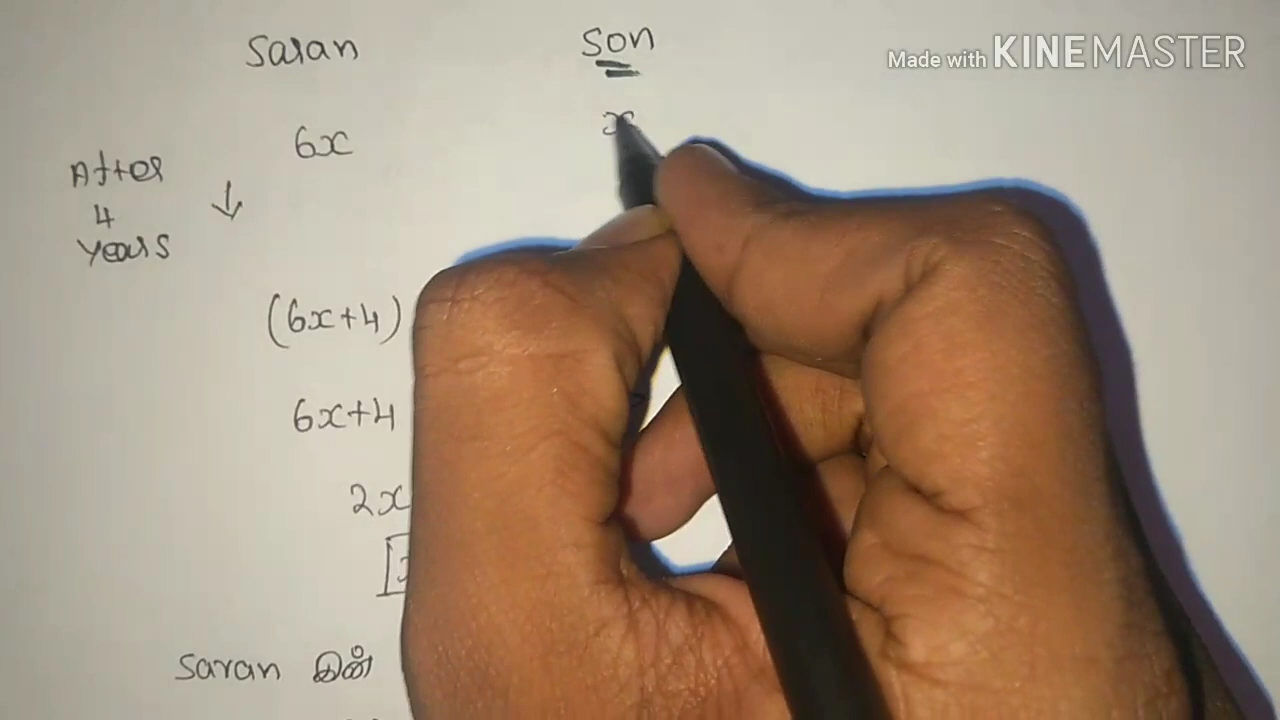 Saran Son
Made with KINEMASTER
6x x
After
4
years
↓
(6x+4)
6x+4
2x
Saran இன்